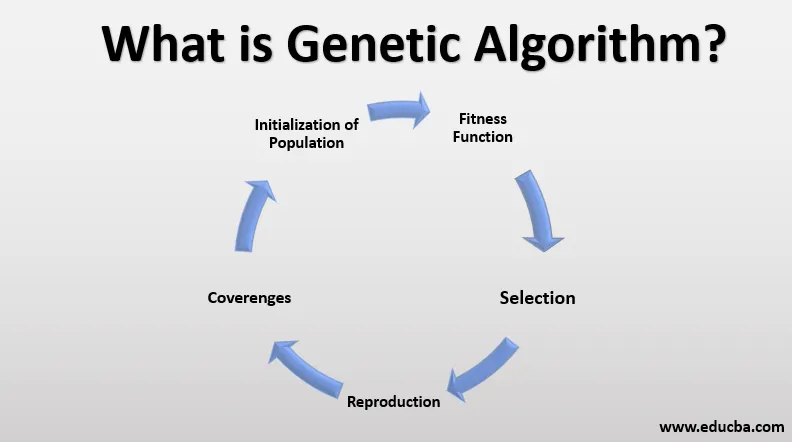 What is Genetic Algorithm?
Initialization of
Population
Fitness
Function
Selection
Reproduction
Coverenges
www.educba.com